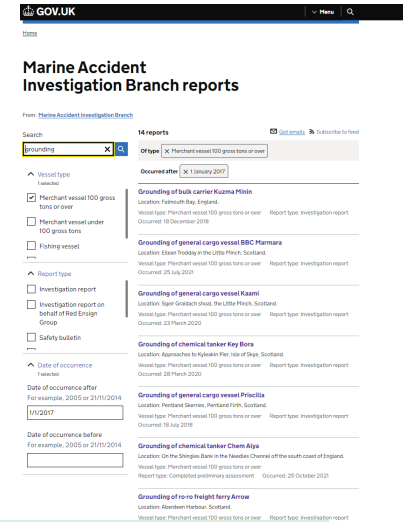 GOV.UK
Menu
Home
Marine Accident
Investigation Branch reports
From: Marine Accident Investigation Branch
Search
grounding
Vessel type
1 selected
Merchant vessel 100 gross
tons or over
Merchant vessel under
100 gross tons
Fishing vessel
Report type
Investigation report
Investigation report on
behalf of Red Ensign
Group
Safety bulletin
Date of occurrence
1 selected
Date of occurrence after
For example, 2005 or 21/11/2014
1/1/2017
Date of occurrence before
For example, 2005 or 21/11/2014
14 reports
Get emails Subscribe to feed
Of type X Merchant vessel 100 gross tons or over
Occurred after X 1 January 2017
Grounding of bulk carrier Kuzma Minin
Location: Falmouth Bay, England.
Vessel type: Merchant vessel 100 gross tons or over Report type: Investigation report
Occurred: 18 December 2018
Grounding of general cargo vessel BBC Marmara
Location: Eilean Trodday in the Little Minch, Scotland.
Vessel type: Merchant vessel 100 gross tons or over Report type: Investigation report
Occurred: 25 July 2021
Grounding of general cargo vessel Kaami
Location: Sgeir Graidach shoal, the Little Minch, Scotland.
Vessel type: Merchant vessel 100 gross tons or over Report type: Investigation report
Occurred: 23 March 2020
Grounding of chemical tanker Key Bora
Location: Approaches to Kyleakin Pier, Isle of Skye, Scotland.
Vessel type: Merchant vessel 100 gross tons or over Report type: Investigation report
Occurred: 28 March 2020
Grounding of general cargo vessel Priscilla
Location: Pentland Skerries, Pentland Firth, Scotland.
Vessel type: Merchant vessel 100 gross tons or over Report type: Investigation report
Occurred: 18 July 2018
Grounding of chemical tanker Chem Alya
Location: On the Shingles Bank in the Needles Channel off the south coast of England.
Vessel type: Merchant vessel 100 gross tons or over
Report type: Completed preliminary assessment Occurred: 25 October 2021
Grounding of ro-ro freight ferry Arrow
Location: Aberdeen Harbour, Scotland.
Vessel type: Merchant vessel 100 gross tons or over Report type: Investigation report